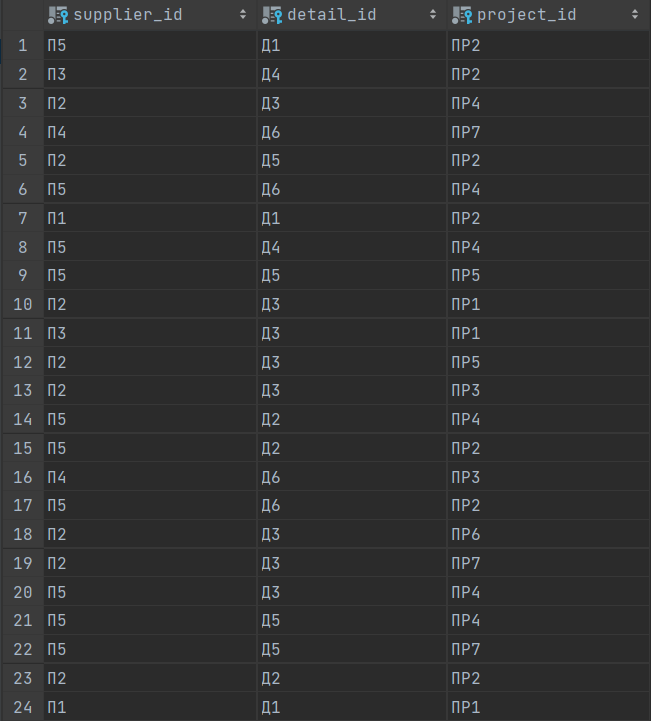 supplier_id detail_id project_id
1 П5 Д1 ПР2
2 П3 Д4 ПР2
3 П2 Д3 ПР4
4 П4 Д6 ПР7
5 П2 Д5 ПР2
6 П5 Д6 ПР4
7 П1 Д1 ПР2
8 П5 Д4 ПР4
9 П5 Д5 ПР5
10 П2 Д3 ПР1
11 П3 Д3 ПР1
12 П2 Д3 ПР5
13 П2 Д3 ПР3
14 П5 Д2 ПР4
15 П5 Д2 ПР2
16 П4 Д6 ПР3
17 П5 Д6 ПР2
18 П2 Д3 ПР6
19 П2 Д3 ПР7
20 П5 Д3 ПР4
21 П5 Д5 ПР4
22 П5 Д5 ПР7
23 П2 Д2 ПР2
24 П1 Д1 ПР1